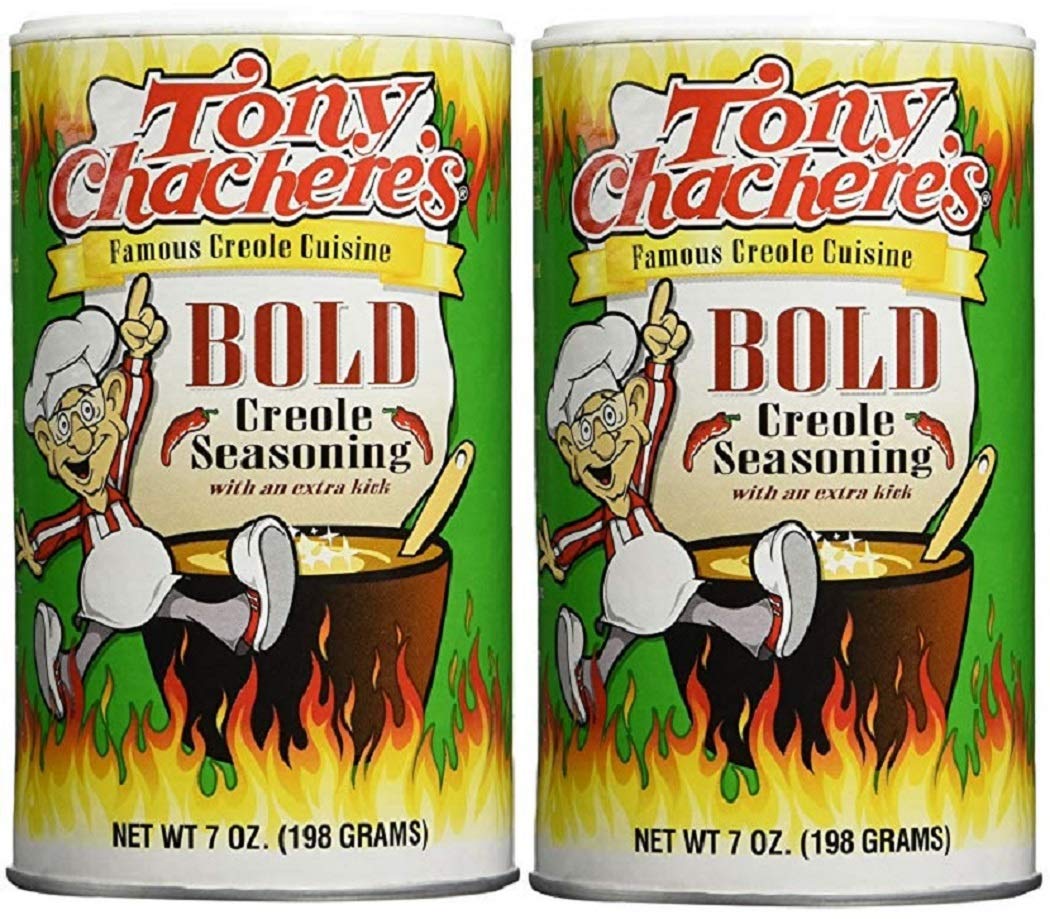 Tony
Chachere's®
Famous Creole Cuisine
BOLD
Creole
Seasoning
with an extra kick
NET WT 7 OZ. (198 GRAMS)
Tony
Chachere's®
Famous Creole Cuisine
BOLD
Creole
Seasoning
with an extra kick
NET WT 7 OZ. (198 GRAMS)